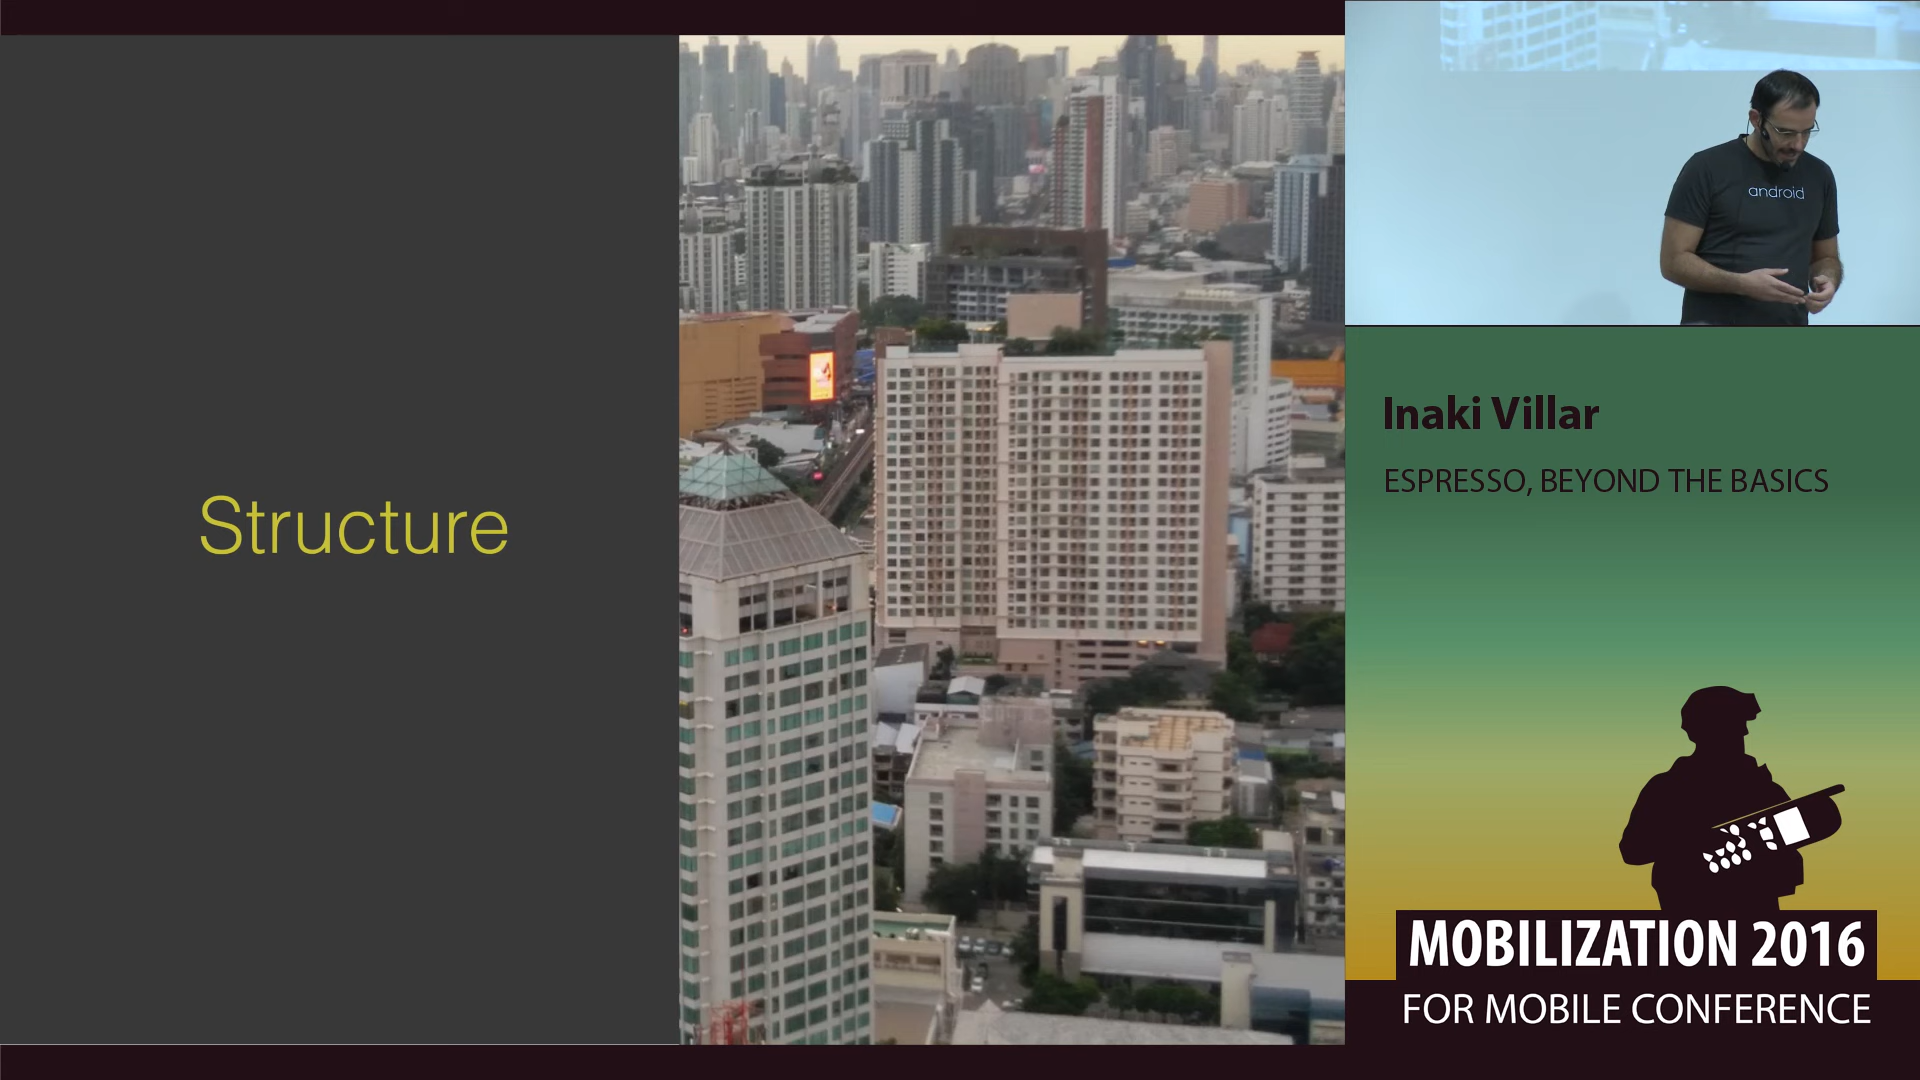 Structure
android
Inaki Villar
ESPRESSO, BEYOND THE BASICS
MOBILIZATION 2016
FOR MOBILE CONFERENCE